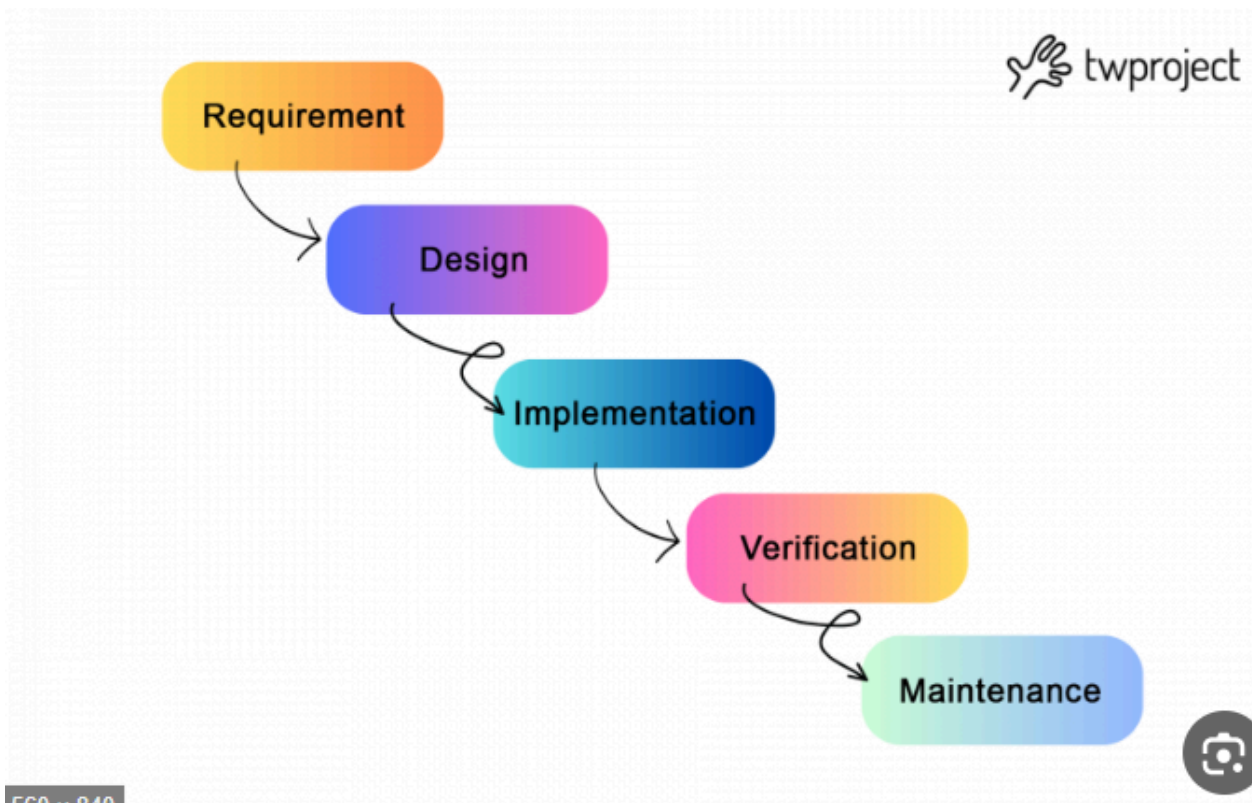 twproject
Requirement
Design
Implementation
Verification
Maintenance